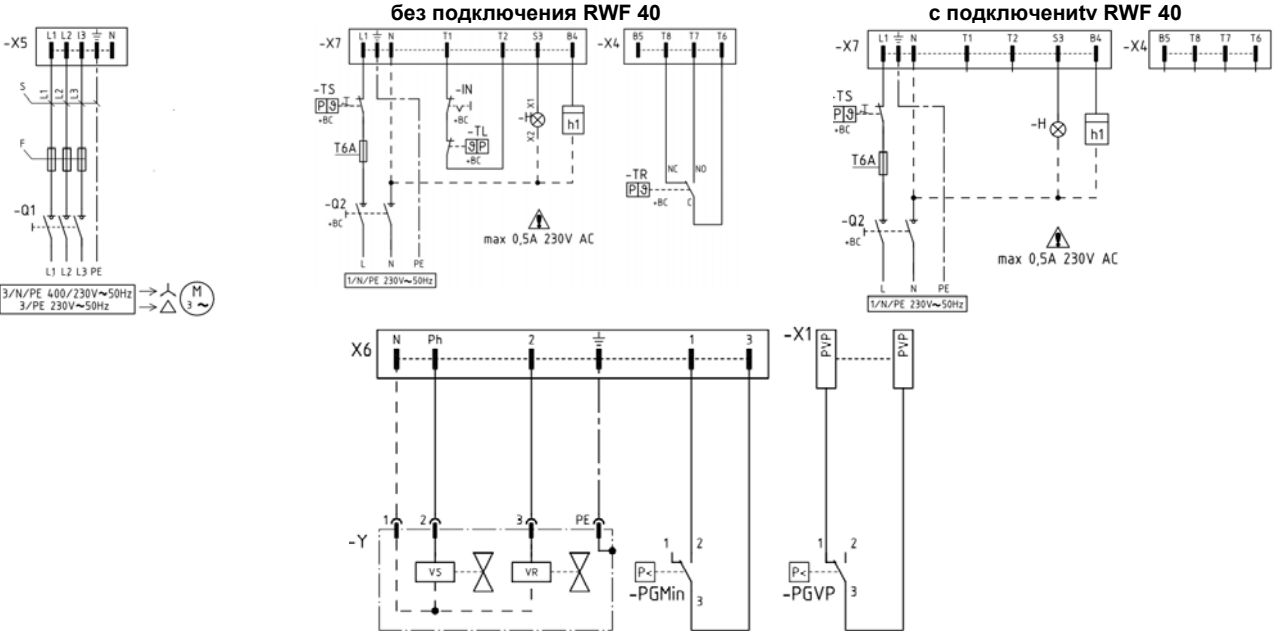 без подключения RWF 40
с подключениtv RWF 40
-X5
L1 L2 l3 N
S
L1 L2 L3
F
-Q1
L1 L2 L3 PE
3/N/PE 400/230V~50Hz
3/PE 230V~50Hz
M
3 ~
-X7
L1 N T1 T2 S3 B4
-TS
P ϑ
T
+BC
T6A
-Q2
+BC
L N PE
1/N/PE 230V~50Hz
-IN
+BC
-TL
ϑ P
+BC
-H
X1
X2
h1
max 0,5A 230V AC
-X4
B5 T8 T7 T6
NC NO
-TR
P ϑ
+BC C
-X7
L1 N T1 T2 S3 B4
-TS
P ϑ
T
+BC
T6A
-Q2
+BC
L N PE
1/N/PE 230V~50Hz
-H
h1
max 0,5A 230V AC
-X4
B5 T8 T7 T6
X6
N Ph 2 1 3
-Y
1 2 3 PE
VS
VR
1 2
P<
-PGMin
3
-X1
PVP PVP
1 2
P<
-PGVP
3